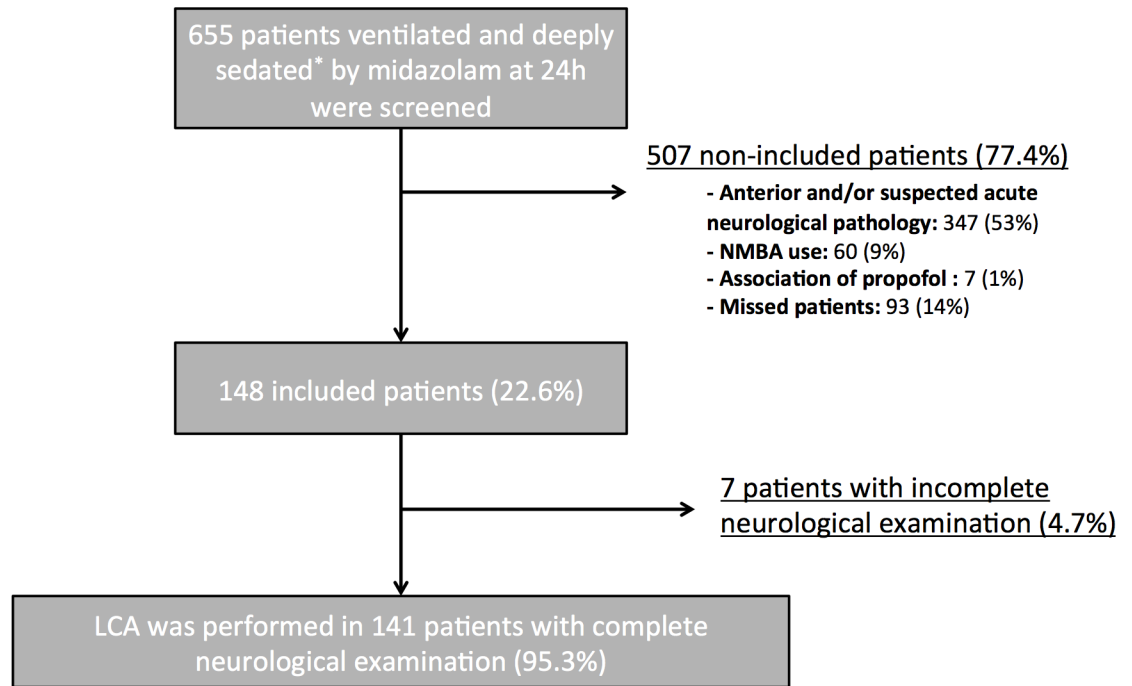 655 patients ventilated and deeply
sedated* by midazolam at 24h
were screened
507 non-included patients (77.4%)
- Anterior and/or suspected acute
neurological pathology: 347 (53%)
- NMBA use: 60 (9%)
- Association of propofol : 7 (1%)
- Missed patients: 93 (14%)
148 included patients (22.6%)
7 patients with incomplete
neurological examination (4.7%)
LCA was performed in 141 patients with complete
neurological examination (95.3%)